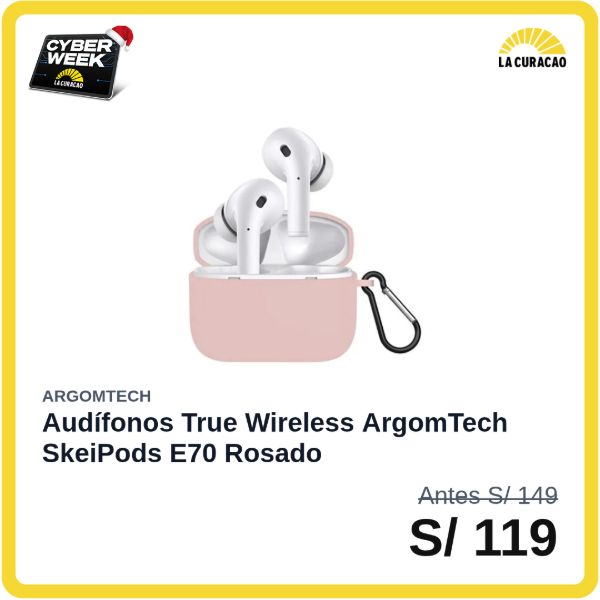 CYBER
WEEK
LA CURACAO
LA CURACAO
ARGOMTECH
Audífonos True Wireless ArgomTech
SkeiPods E70 Rosado
Antes S/ 149
S/ 119